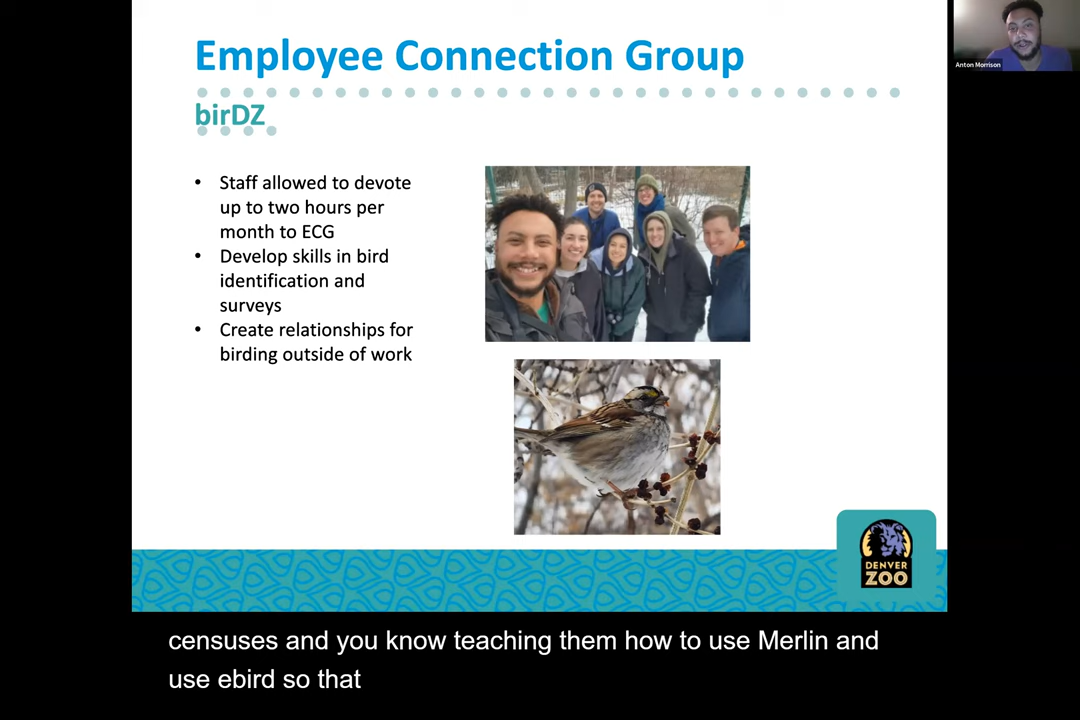 Employee Connection Group
Anton Morrison
birDZ
• Staff allowed to devote
up to two hours per
month to ECG
• Develop skills in bird
identification and
surveys
• Create relationships for
birding outside of work
DENVER
ZOO
censuses and you know teaching them how to use Merlin and
use ebird so that